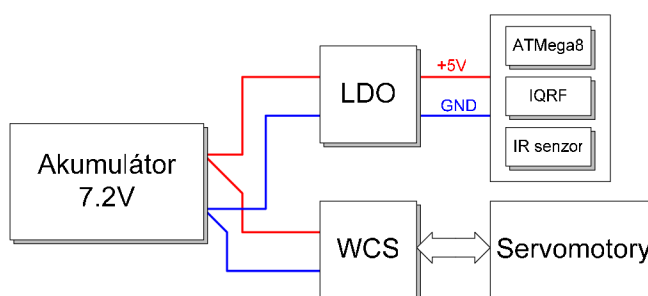 Akumulátor
7.2V
LDO
+5V
GND
ATMega8
IQRF
IR senzor
WCS
Servomotory